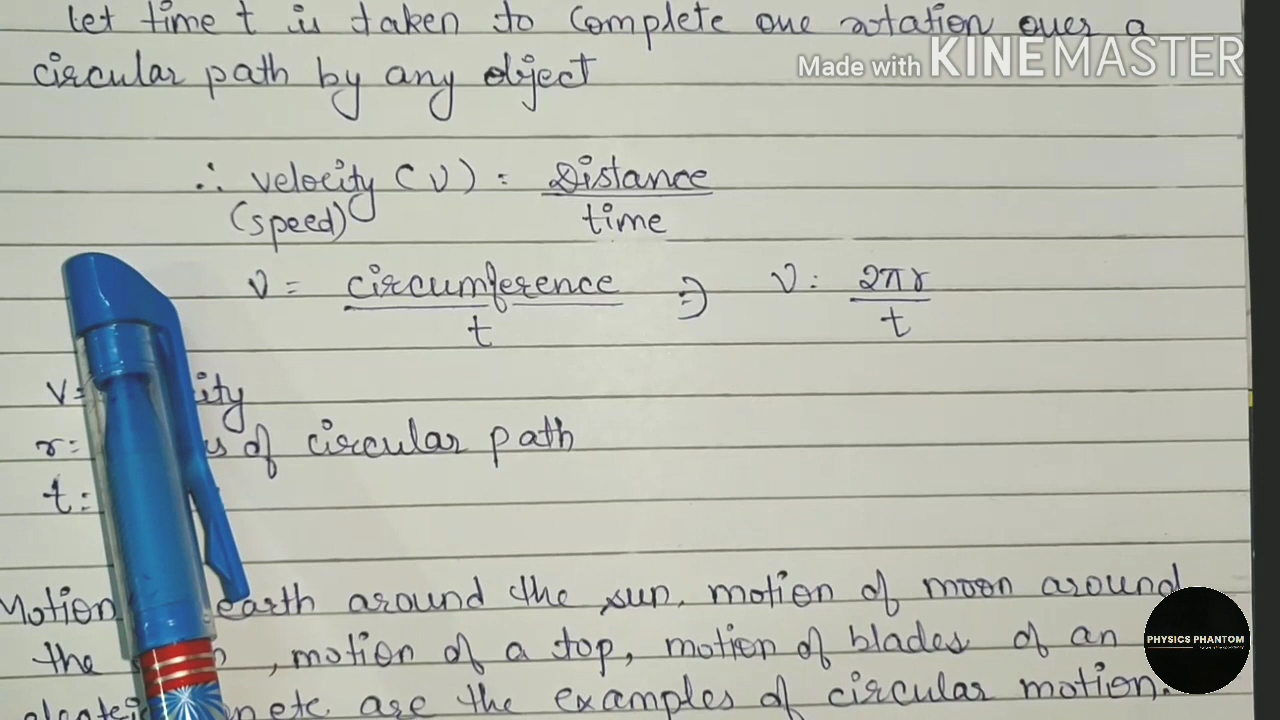 let time t is taken to complete one rotation over a
Made with KINEMASTER
circular path by any object
∴ velocity (v) = Distance
(speed) time
v = circumference ⇒ v = 2πr
t t
v= ity
r= us of circular path
t=
Motion earth around the sun, motion of moon around
PHYSICS PHANTOM
the , motion of a top, motion of blades of an
etc. are the examples of circular motion.